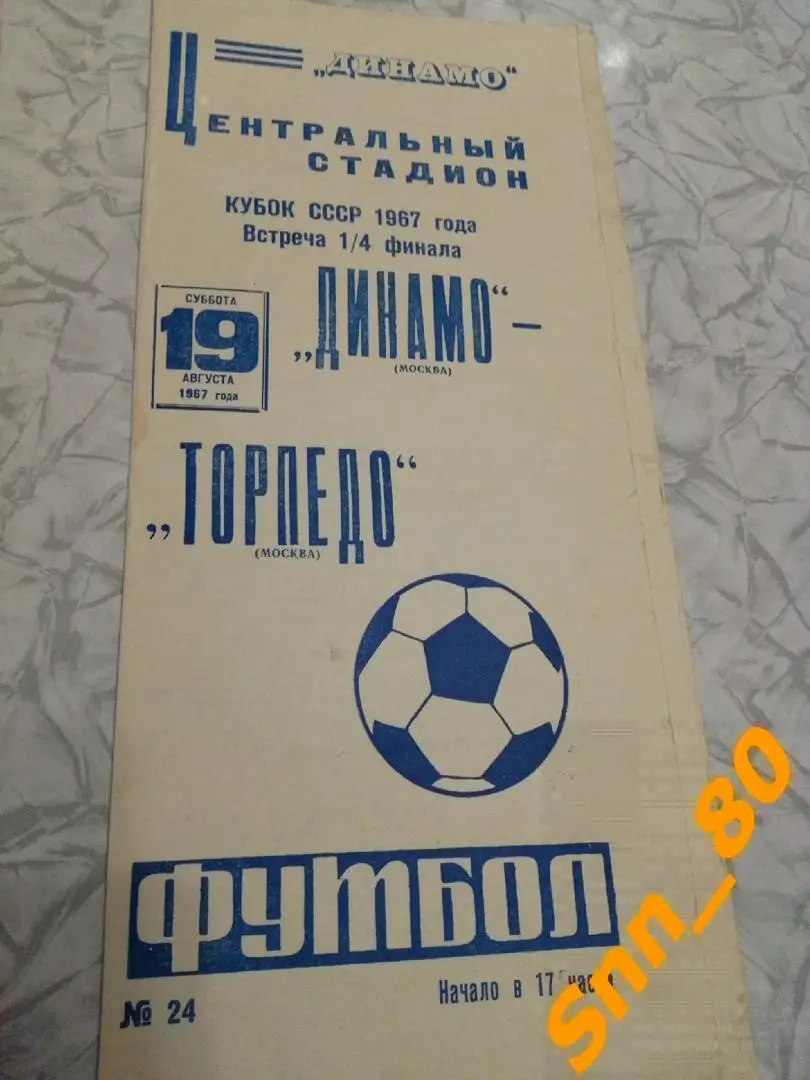 „ДИНАМО“
ЦЕНТРАЛЬНЫЙ
СТАДИОН
КУБОК СССР 1967 года
Встреча 1/4 финала
СУББОТА
19
АВГУСТА
1967 года
„ДИНАМО“ —
(МОСКВА)
„ТОРПЕДО“
(МОСКВА)
ФУТБОЛ
№ 24
Начало в 17 часов
Snn_80